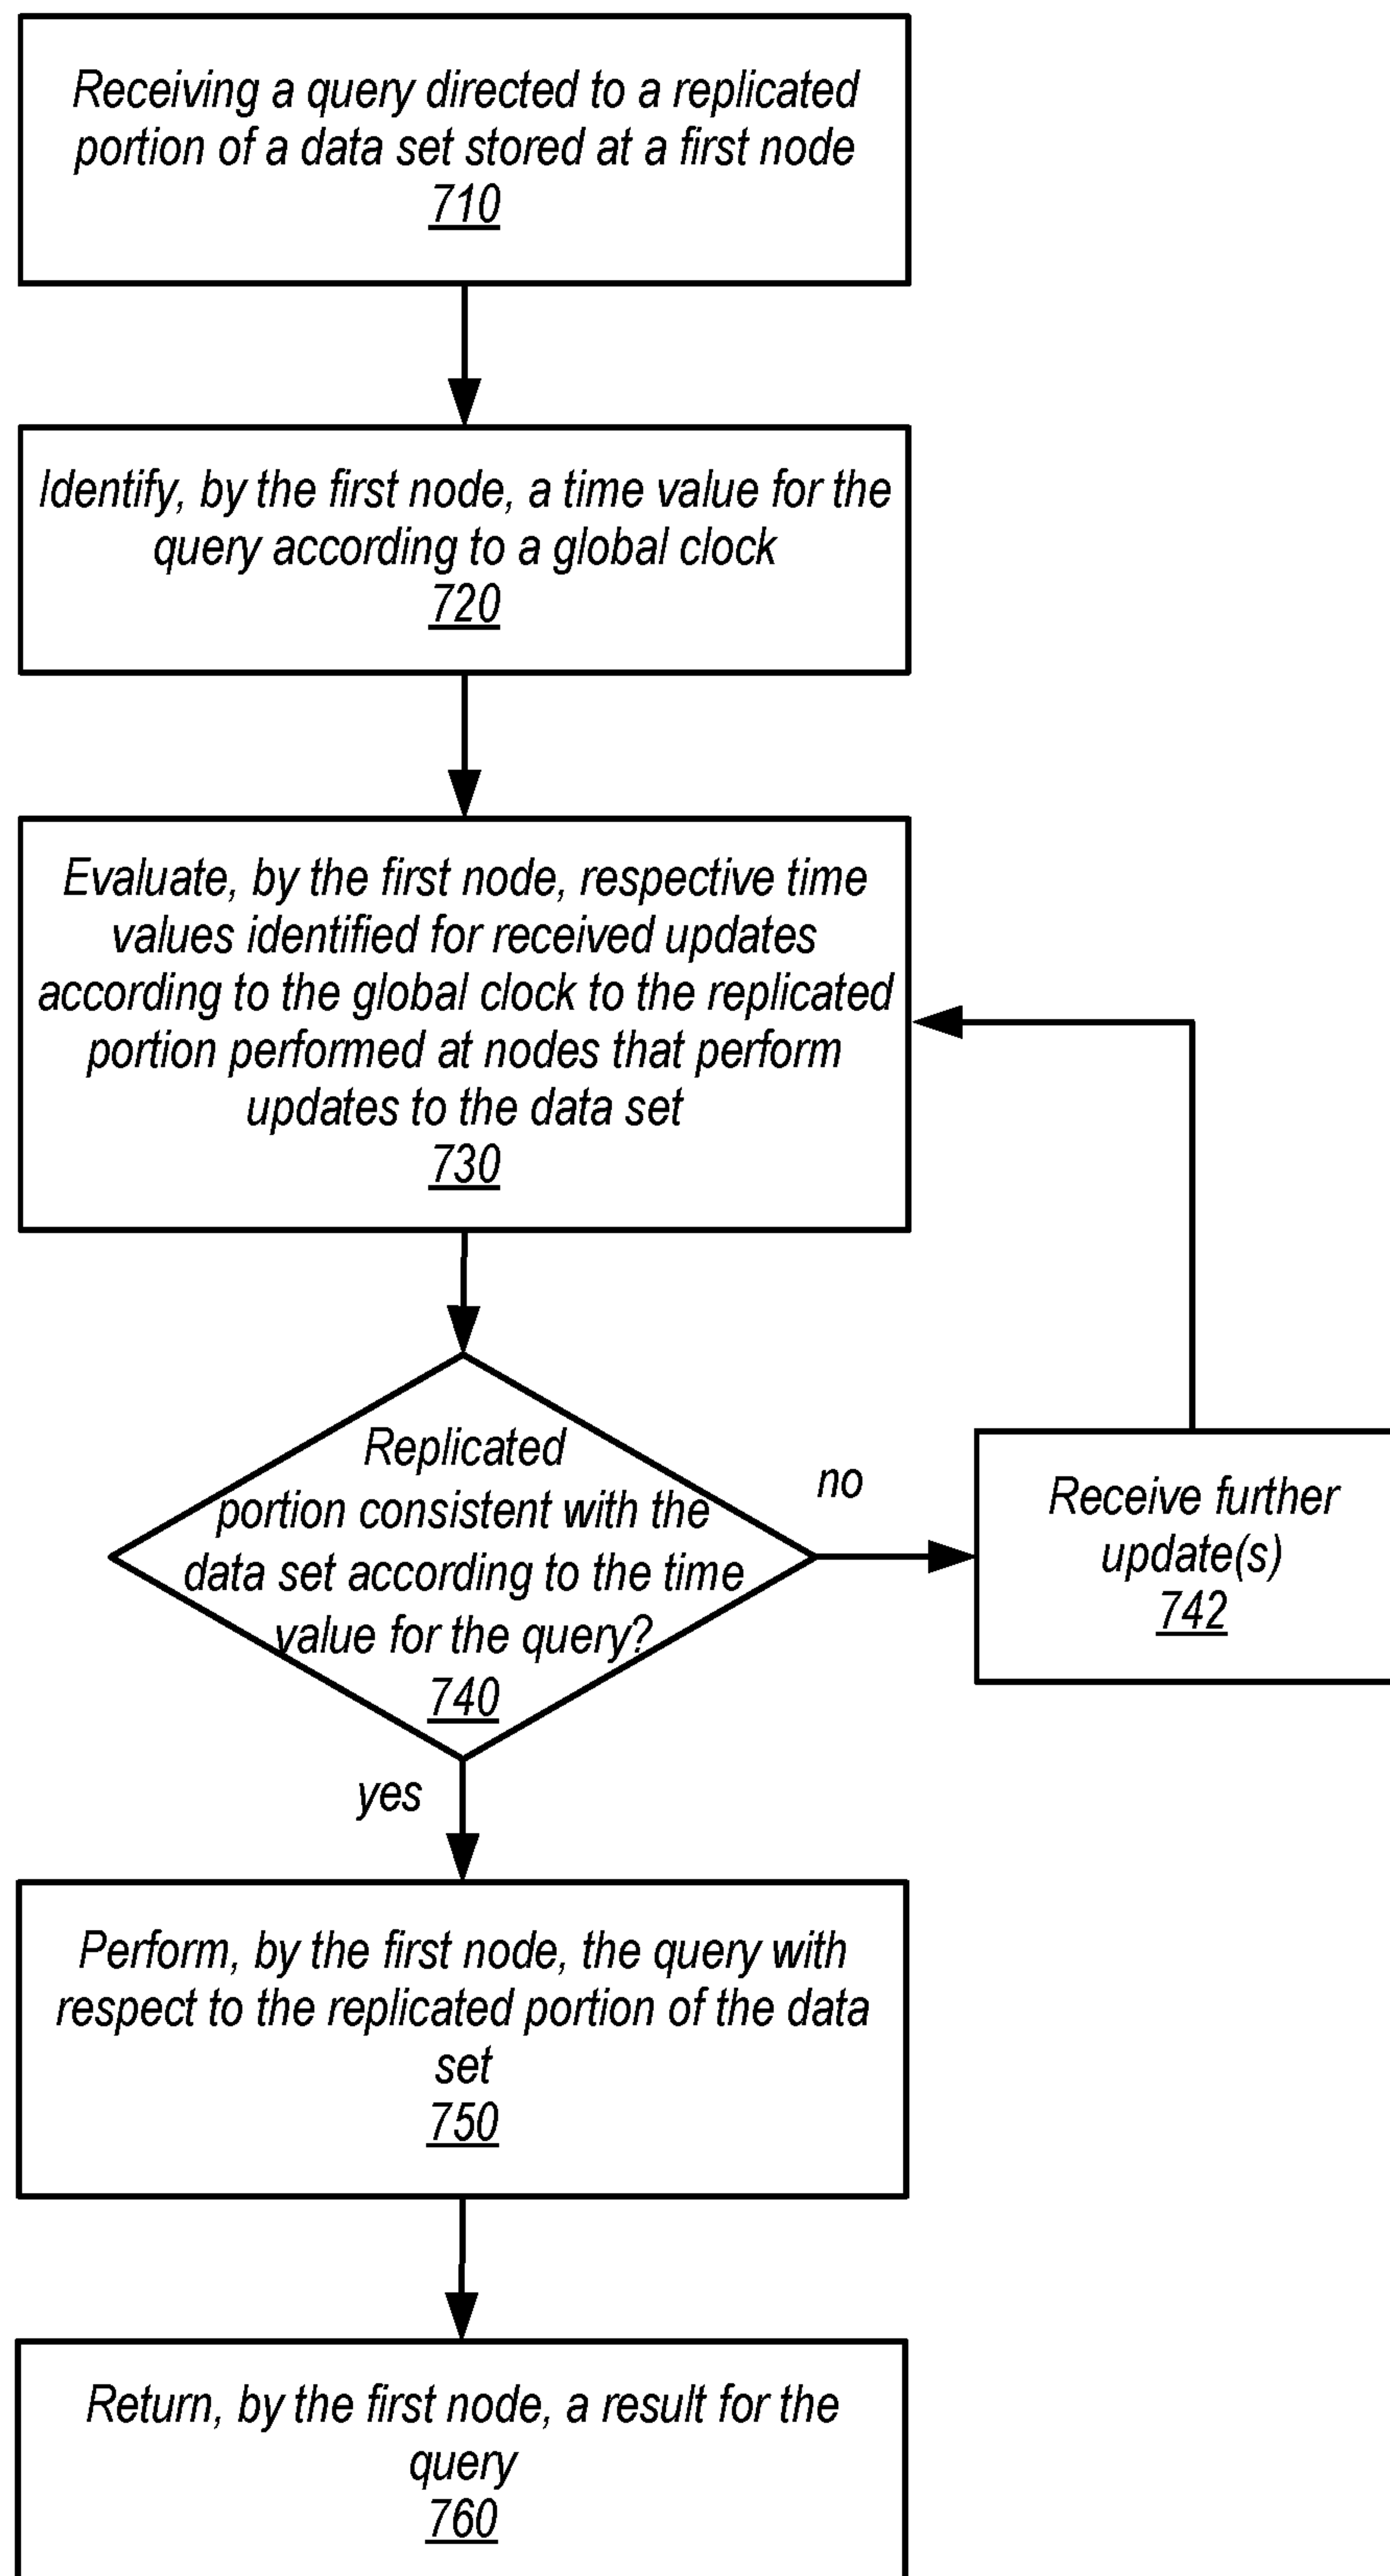 Receiving a query directed to a replicated
portion of a data set stored at a first node
710
Identify, by the first node, a time value for the
query according to a global clock
720
Evaluate, by the first node, respective time
values identified for received updates
according to the global clock to the replicated
portion performed at nodes that perform
updates to the data set
730
Replicated
portion consistent with the
data set according to the time
value for the query?
740
no
Receive further
update(s)
742
yes
Perform, by the first node, the query with
respect to the replicated portion of the data
set
750
Return, by the first node, a result for the
query
760